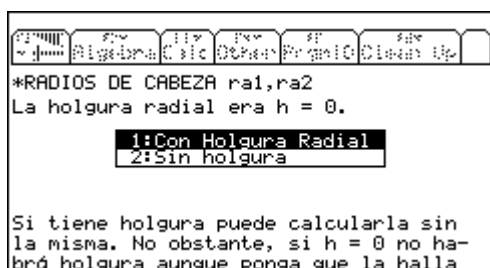 Algebra Calc Other PrgmIO Clean Up
*RADIOS DE CABEZA ra1,ra2
La holgura radial era h = 0.
1:Con Holgura Radial
2:Sin holgura
Si tiene holgura puede calcularla sin
la misma. No obstante, si h = 0 no ha-
brá holgura aunque ponga que la halla